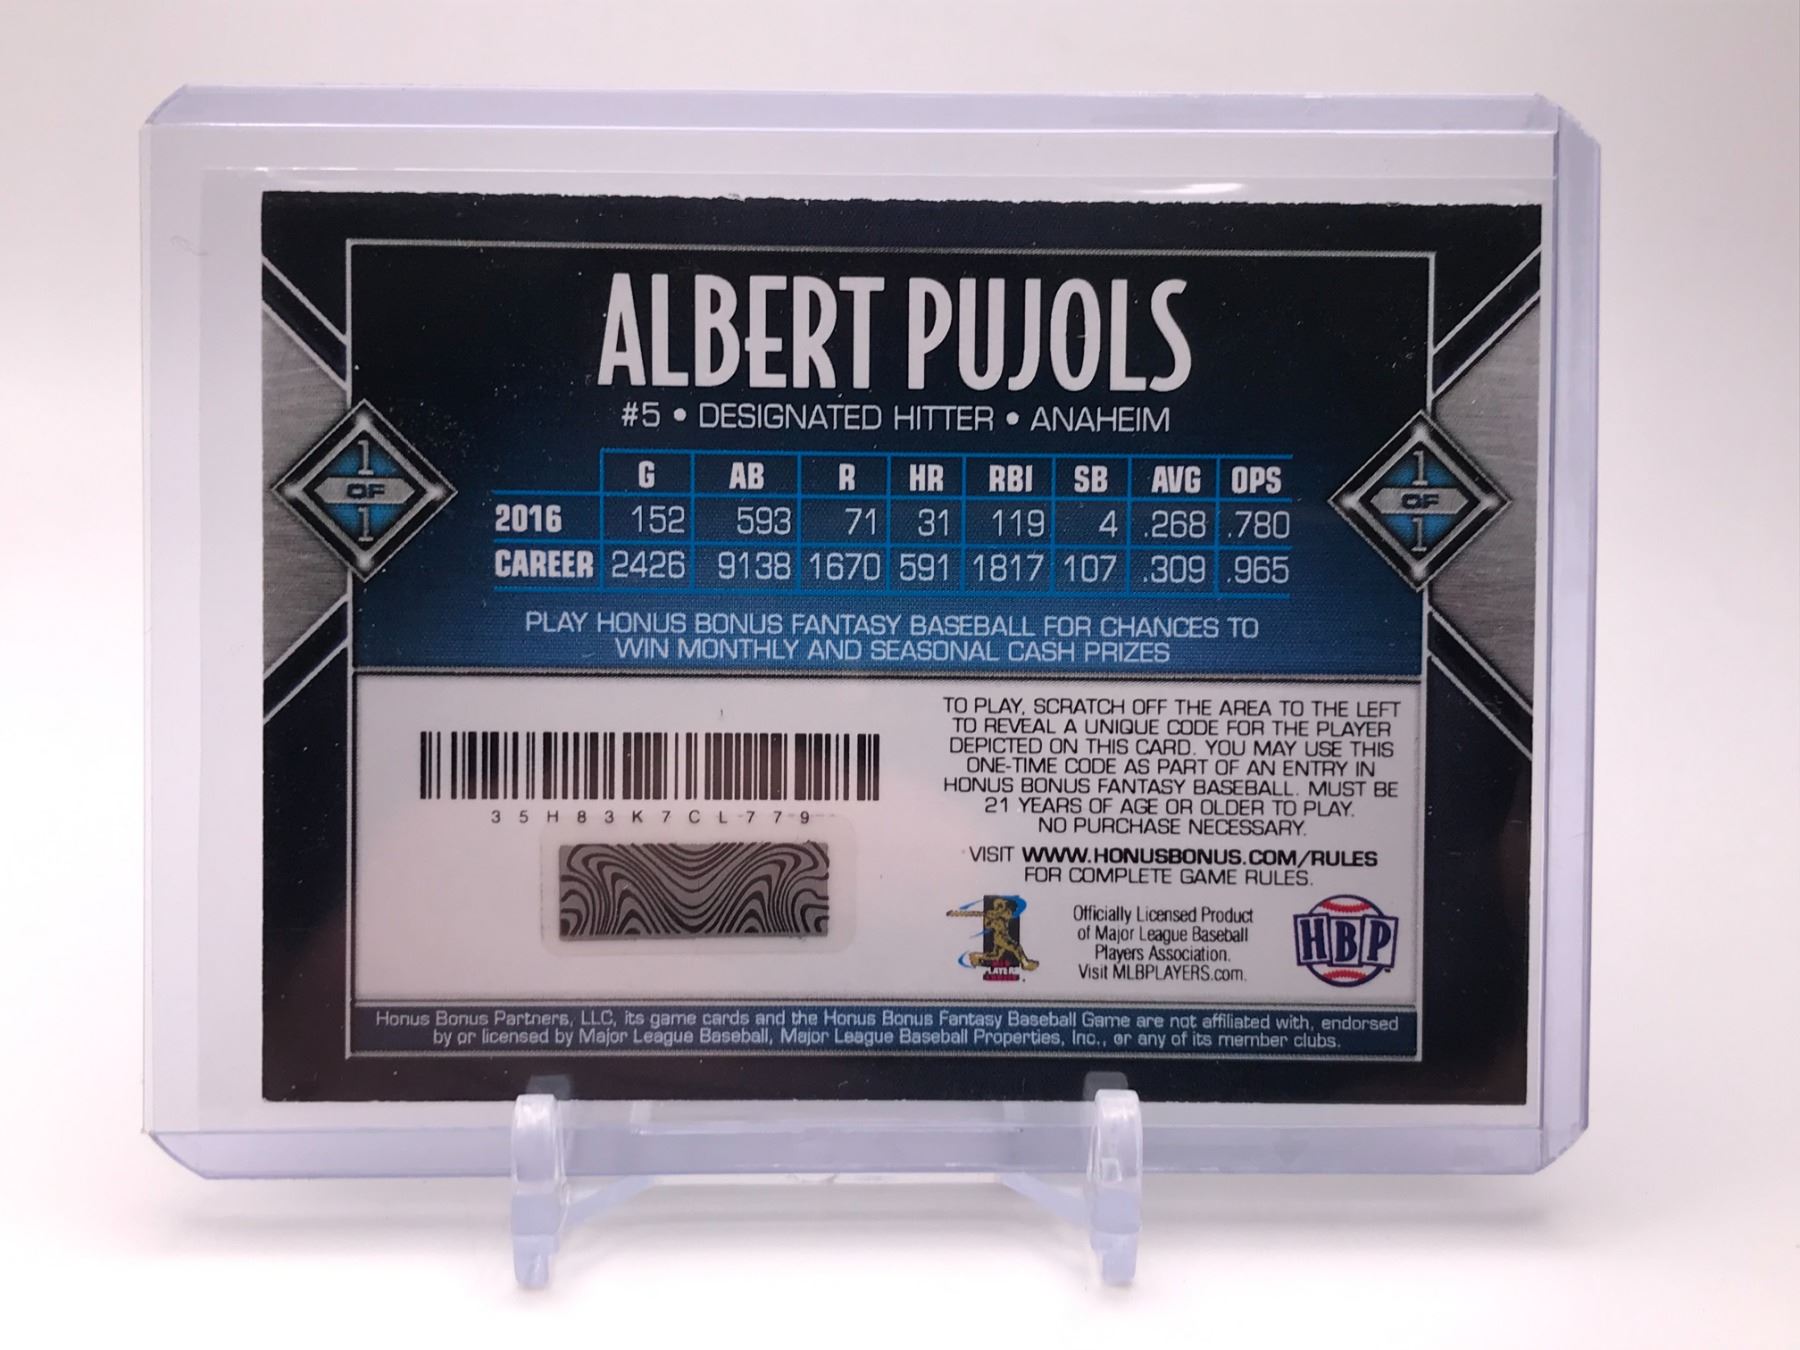 ALBERT PUJOLS
#5 • DESIGNATED HITTER • ANAHEIM
1 OF 1
1 OF 1
G AB R HR RBI SB AVG OPS
2016 152 593 71 31 119 4 .268 .780
CAREER 2426 9138 1670 591 1817 107 .309 .965
PLAY HONUS BONUS FANTASY BASEBALL FOR CHANCES TO
WIN MONTHLY AND SEASONAL CASH PRIZES
35H83K7CL779
TO PLAY, SCRATCH OFF THE AREA TO THE LEFT
TO REVEAL A UNIQUE CODE FOR THE PLAYER
DEPICTED ON THIS CARD. YOU MAY USE THIS
ONE-TIME CODE AS PART OF AN ENTRY IN
HONUS BONUS FANTASY BASEBALL. MUST BE
21 YEARS OF AGE OR OLDER TO PLAY.
NO PURCHASE NECESSARY.
VISIT WWW.HONUSBONUS.COM/RULES
FOR COMPLETE GAME RULES.
PLAYERS
Officially Licensed Product
of Major League Baseball
Players Association.
Visit MLBPLAYERS.com.
HBP
Honus Bonus Partners, LLC, its game cards and the Honus Bonus Fantasy Baseball Game are not affiliated with, endorsed
by or licensed by Major League Baseball, Major League Baseball Properties, Inc., or any of its member clubs.